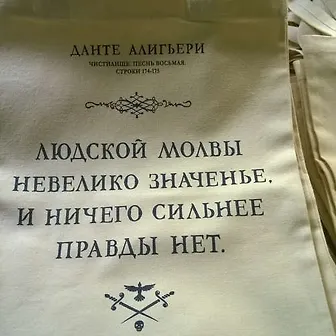 ДАНТЕ АЛИГЬЕРИ
ЧИСТИЛИЩЕ. ПЕСНЬ ВОСЬМАЯ.
СТРОКИ 174-175
ЛЮДСКОЙ МОЛВЫ
НЕВЕЛИКО ЗНАЧЕНЬЕ.
И НИЧЕГО СИЛЬНЕЕ
ПРАВДЫ НЕТ.